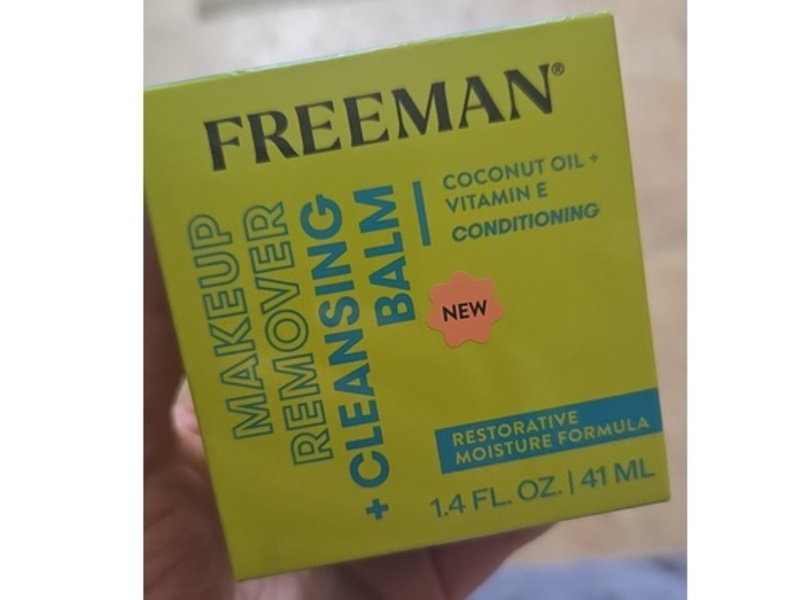 FREEMAN®
MAKEUP
REMOVER
+ CLEANSING
BALM
COCONUT OIL +
VITAMIN E
CONDITIONING
NEW
RESTORATIVE
MOISTURE FORMULA
1.4 FL. OZ. | 41 ML